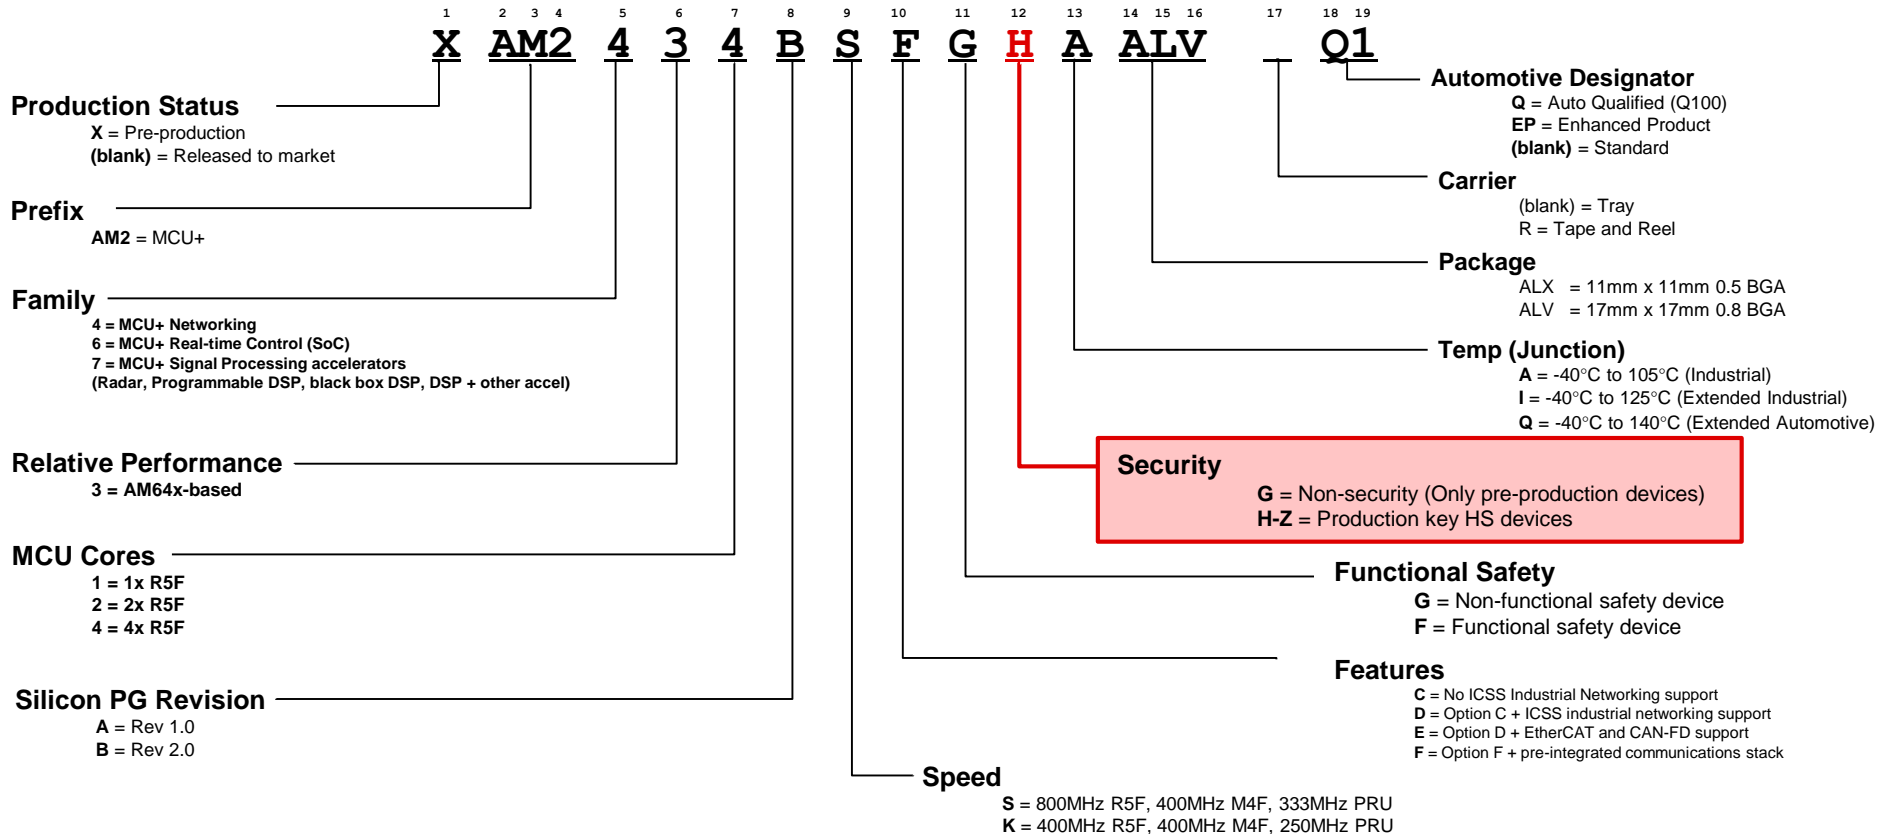 1 2 3 4 5 6 7 8 9 10 11 12 13 14 15 16 17 18 19
X AM2 4 3 4 B S F G H A ALV _ Q1
Production Status
X = Pre-production
(blank) = Released to market
Prefix
AM2 = MCU+
Family
4 = MCU+ Networking
6 = MCU+ Real-time Control (SoC)
7 = MCU+ Signal Processing accelerators
(Radar, Programmable DSP, black box DSP, DSP + other accel)
Relative Performance
3 = AM64x-based
MCU Cores
1 = 1x R5F
2 = 2x R5F
4 = 4x R5F
Silicon PG Revision
A = Rev 1.0
B = Rev 2.0
Automotive Designator
Q = Auto Qualified (Q100)
EP = Enhanced Product
(blank) = Standard
Carrier
(blank) = Tray
R = Tape and Reel
Package
ALX = 11mm x 11mm 0.5 BGA
ALV = 17mm x 17mm 0.8 BGA
Temp (Junction)
A = -40°C to 105°C (Industrial)
I = -40°C to 125°C (Extended Industrial)
Q = -40°C to 140°C (Extended Automotive)
Security
G = Non-security (Only pre-production devices)
H-Z = Production key HS devices
Functional Safety
G = Non-functional safety device
F = Functional safety device
Features
C = No ICSS Industrial Networking support
D = Option C + ICSS industrial networking support
E = Option D + EtherCAT and CAN-FD support
F = Option F + pre-integrated communications stack
Speed
S = 800MHz R5F, 400MHz M4F, 333MHz PRU
K = 400MHz R5F, 400MHz M4F, 250MHz PRU